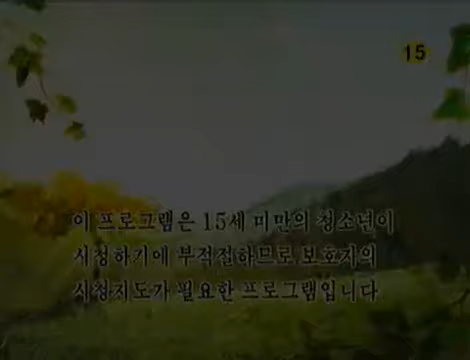 15
이 프로그램은 15세 미만의 청소년이
시청하기에 부적절하므로 보호자의
시청지도가 필요한 프로그램입니다